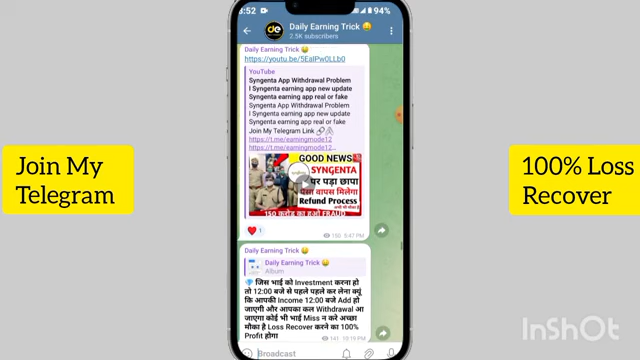 3:52
94%
Daily Earning Trick 😀
2.5K subscribers
Join My
Telegram
100% Loss
Recover
Daily Earning Trick 😀
https://youtu.be/5EaIPw0LLb0
YouTube
Syngenta App Withdrawal Problem
l Syngenta earning app new update
Syngenta earning app real or fake
Syngenta App Withdrawal Problem
l Syngenta earning app new update
Syngenta earning app real or fake
Join My Telegram Link 🔗🖇
https://t.me/earningmode12
https://t.me/earningmode12...
GOOD NEWS
SYNGENTA
पर पड़ा छापा
पैसा वापस मिलेगा
Refund Process
150 करोड़ का हुआ FRAUD
❤ 1
150 5:47 PM
Daily Earning Trick 😀
Daily Earning Trick 😀
Album
💎 जिस भाई को Investment करना हो
तो 12:00 बजे से पहले पहले कर लेना क्यूं
कि आपकी Income 12:00 बजे Add हो
जाएगी और आपका कल Withdrawal आ
जाएगा कोई भी भाई Miss न करे अच्छा
मौका है Loss Recover करने का 100%
Profit होगा
Broadcast
InShOt